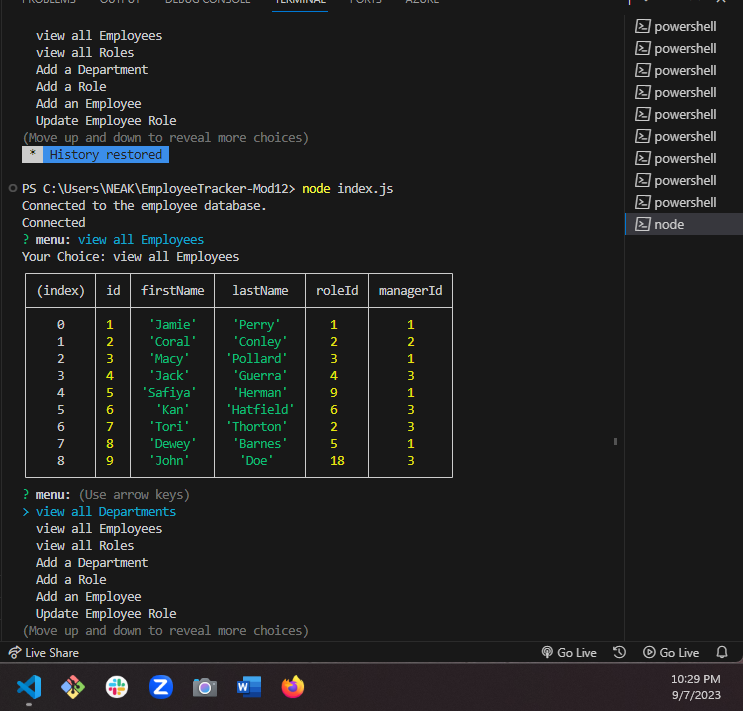 PROBLEMS OUTPUT DEBUG CONSOLE TERMINAL PORTS AZURE
view all Employees
view all Roles
Add a Department
Add a Role
Add an Employee
Update Employee Role
(Move up and down to reveal more choices)
* History restored
PS C:\Users\NEAK\EmployeeTracker-Mod12> node index.js
Connected to the employee database.
Connected
? menu: view all Employees
Your Choice: view all Employees
(index) id firstName lastName roleId managerId
0 1 'Jamie' 'Perry' 1 1
1 2 'Coral' 'Conley' 2 2
2 3 'Macy' 'Pollard' 3 1
3 4 'Jack' 'Guerra' 4 3
4 5 'Safiya' 'Herman' 9 1
5 6 'Kan' 'Hatfield' 6 3
6 7 'Tori' 'Thorton' 2 3
7 8 'Dewey' 'Barnes' 5 1
8 9 'John' 'Doe' 18 3
? menu: (Use arrow keys)
> view all Departments
view all Employees
view all Roles
Add a Department
Add a Role
Add an Employee
Update Employee Role
(Move up and down to reveal more choices)
powershell
powershell
powershell
powershell
powershell
powershell
powershell
powershell
powershell
node
Live Share
Go Live
Go Live
10:29 PM
9/7/2023